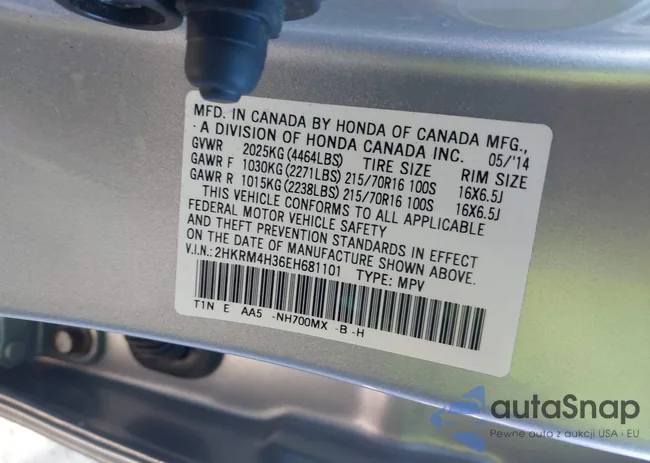 MFD. IN CANADA BY HONDA OF CANADA MFG.,
A DIVISION OF HONDA CANADA INC. 05/'14
GVWR 2025KG(4464LBS) TIRE SIZE RIM SIZE
GAWR F 1030KG(2271LBS) 215/70R16 100S 16X6.5J
GAWR R 1015KG(2238LBS) 215/70R16 100S 16X6.5J
THIS VEHICLE CONFORMS TO ALL APPLICABLE
FEDERAL MOTOR VEHICLE SAFETY
AND THEFT PREVENTION STANDARDS IN EFFECT
ON THE DATE OF MANUFACTURE SHOWN ABOVE.
V.I.N.: 2HKRM4H36EH681101 TYPE: MPV
T1N E AA5 -NH700MX -B -H
autaSnap
Pewne auto z aukcji USA i EU